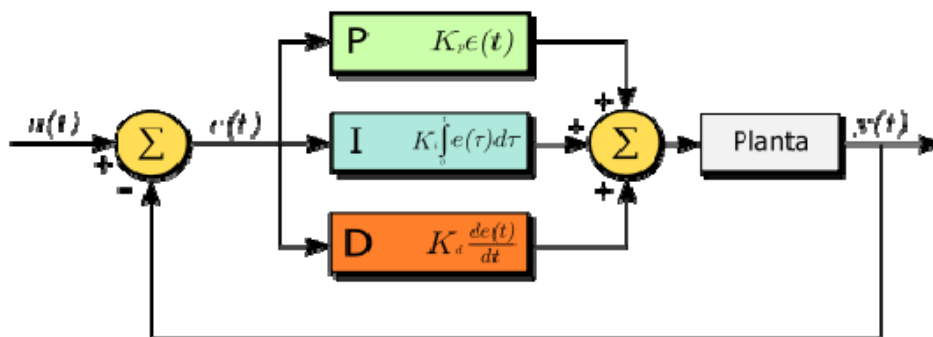 P K_p e(t)
u(t) + Σ - e(t)
I K_i ∫_0^t e(τ)dτ
D K_d de(t)/dt
+ + + Σ
Planta
y(t)